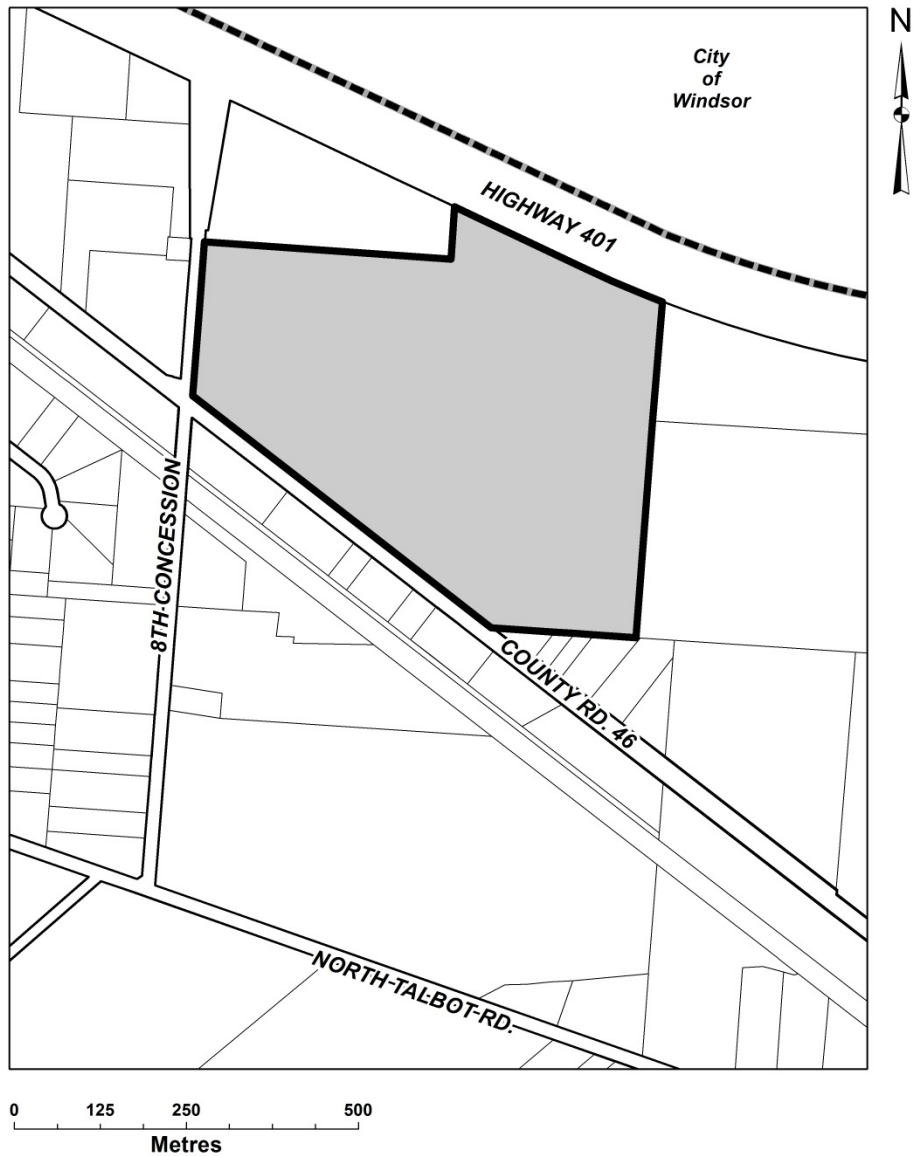 N
City
of
Windsor
HIGHWAY 401
8TH CONCESSION
COUNTY RD. 46
NORTH TALBOT RD.
0 125 250 500
Metres